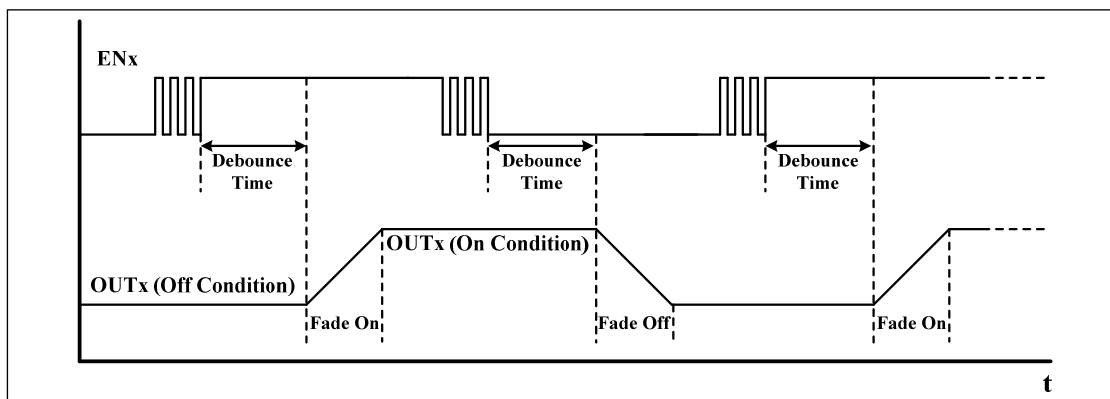 ENx
Debounce
Time
Debounce
Time
Debounce
Time
OUTx (On Condition)
OUTx (Off Condition)
Fade On
Fade Off
Fade On
t